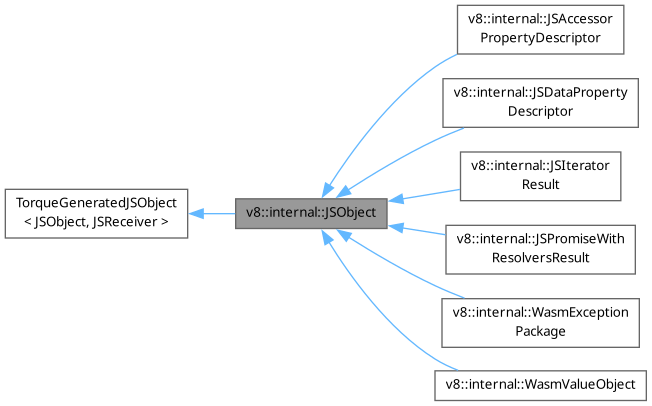 v8::internal::JSAccessor
PropertyDescriptor
v8::internal::JSDataProperty
Descriptor
v8::internal::JSIterator
Result
TorqueGeneratedJSObject
< JSObject, JSReceiver >
v8::internal::JSObject
v8::internal::JSPromiseWith
ResolversResult
v8::internal::WasmException
Package
v8::internal::WasmValueObject